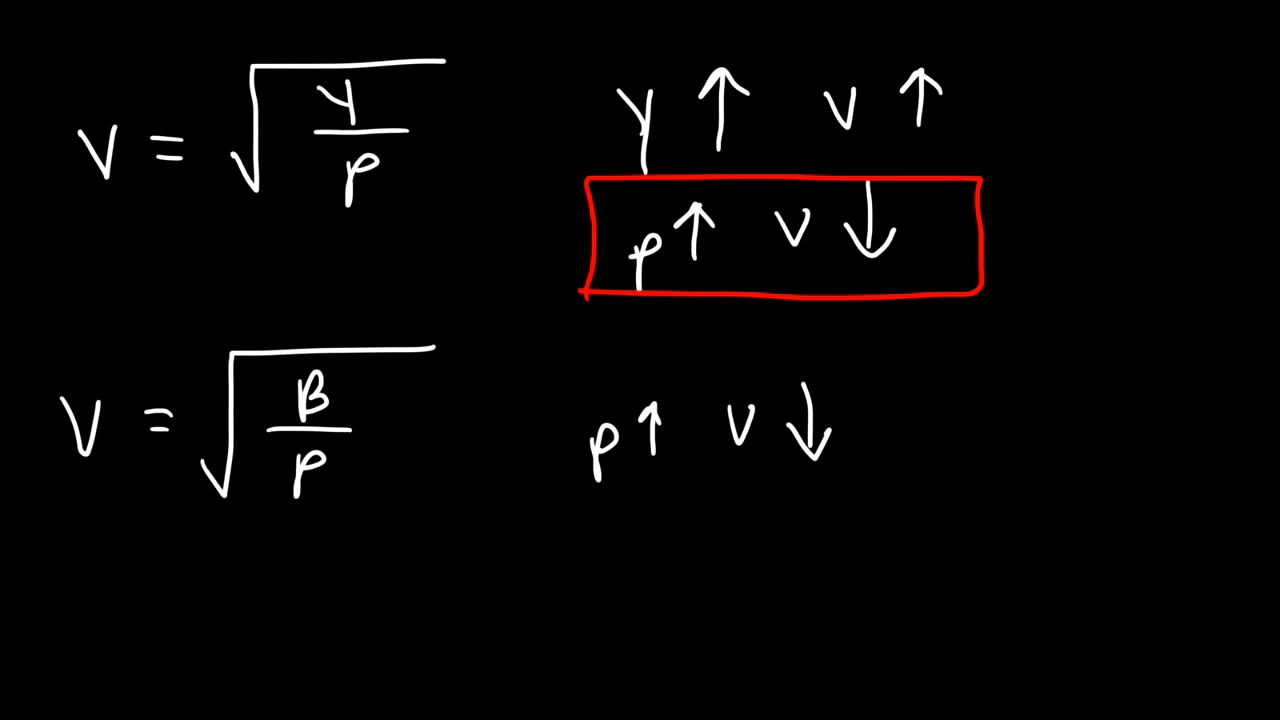 V = √(Y/ρ)
Y ↑ V ↑
ρ ↑ V ↓
V = √(B/ρ)
ρ ↑ V ↓